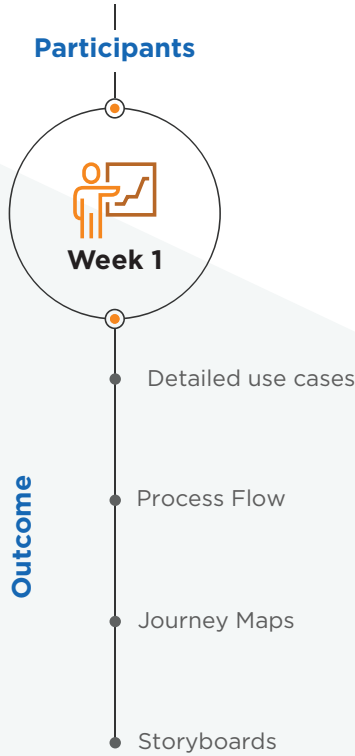 Participants
Week 1
Detailed use cases
Process Flow
Outcome
Journey Maps
Storyboards